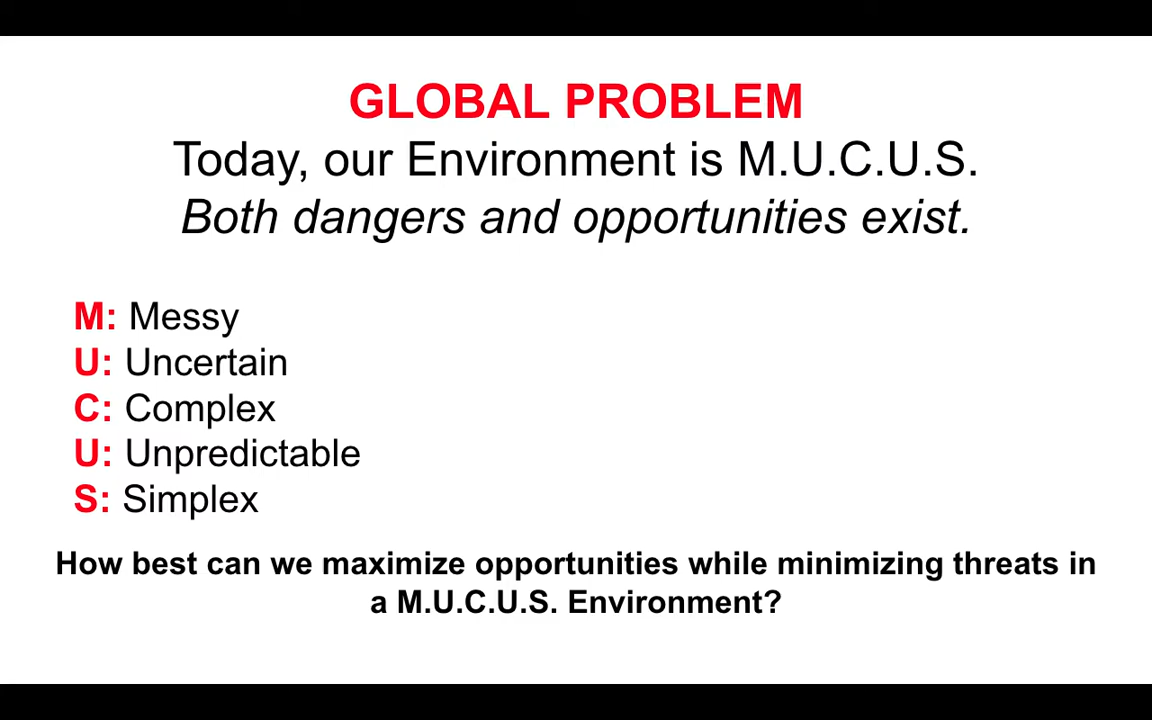 GLOBAL PROBLEM
Today, our Environment is M.U.C.U.S.
Both dangers and opportunities exist.
M: Messy
U: Uncertain
C: Complex
U: Unpredictable
S: Simplex
How best can we maximize opportunities while minimizing threats in
a M.U.C.U.S. Environment?